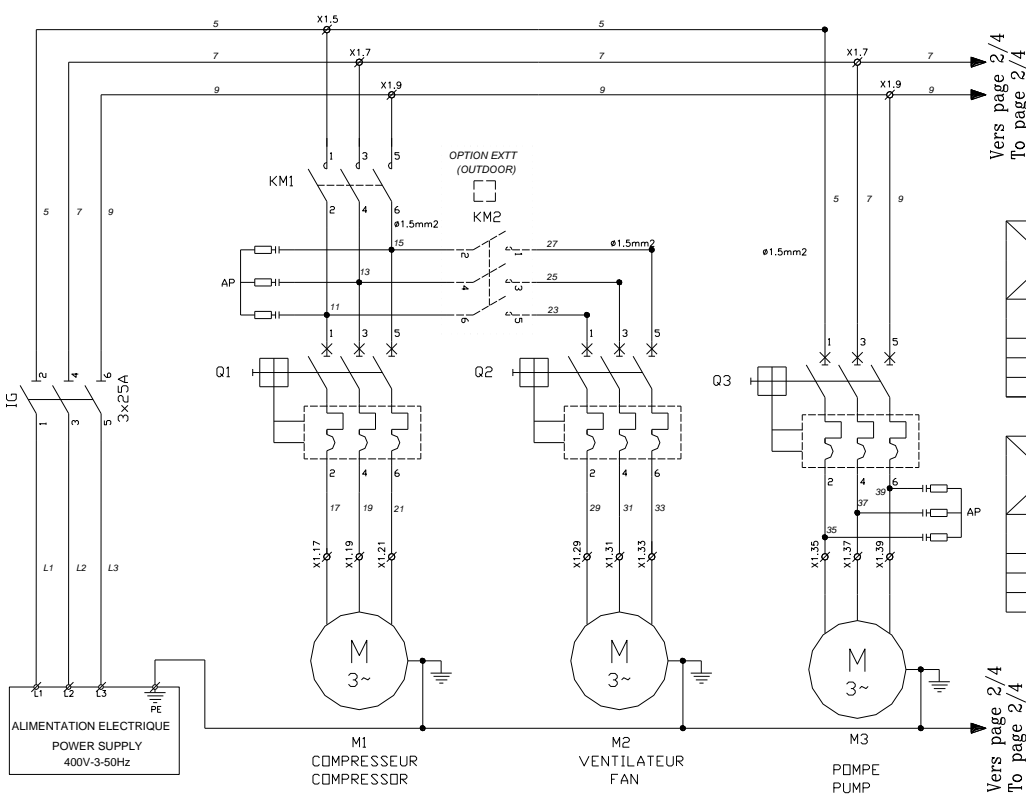 5
X1.5
5
7
X1.7
7
X1.7
7
9
X1.9
9
X1.9
9
Vers page 2/4
To page 2/4
1
3
5
OPTION EXTT
(OUTDOOR)
KM1
KM2
5
7
9
2
4
6
5
7
9
ø1.5mm2
15
2
1
27
ø1.5mm2
ø1.5mm2
AP
13
4
3
25
11
6
5
23
1
3
5
1
3
5
1
3
5
Q1
Q2
Q3
IG
2
4
6
3x25A
1
3
5
2
4
6
2
4
6
2
4
6
17
19
21
29
31
33
39
37
35
AP
X1.17
X1.19
X1.21
X1.29
X1.31
X1.33
X1.35
X1.37
X1.39
L1
L2
L3
M
3~
M
3~
M
3~
L1
L2
L3
PE
ALIMENTATION ELECTRIQUE
POWER SUPPLY
400V-3-50Hz
M1
COMPRESSEUR
COMPRESSOR
M2
VENTILATEUR
FAN
M3
POMPE
PUMP
Vers page 2/4
To page 2/4